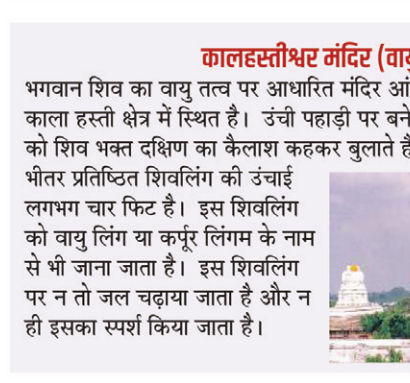 कालहस्तीश्वर मंदिर (वायु
भगवान शिव का वायु तत्व पर आधारित मंदिर आं
काला हस्ती क्षेत्र में स्थित है। उंची पहाड़ी पर बने
को शिव भक्त दक्षिण का कैलाश कहकर बुलाते है
भीतर प्रतिष्ठित शिवलिंग की उंचाई
लगभग चार फिट है। इस शिवलिंग
को वायु लिंग या कर्पूर लिंगम के नाम
से भी जाना जाता है। इस शिवलिंग
पर न तो जल चढ़ाया जाता है और न
ही इसका स्पर्श किया जाता है।